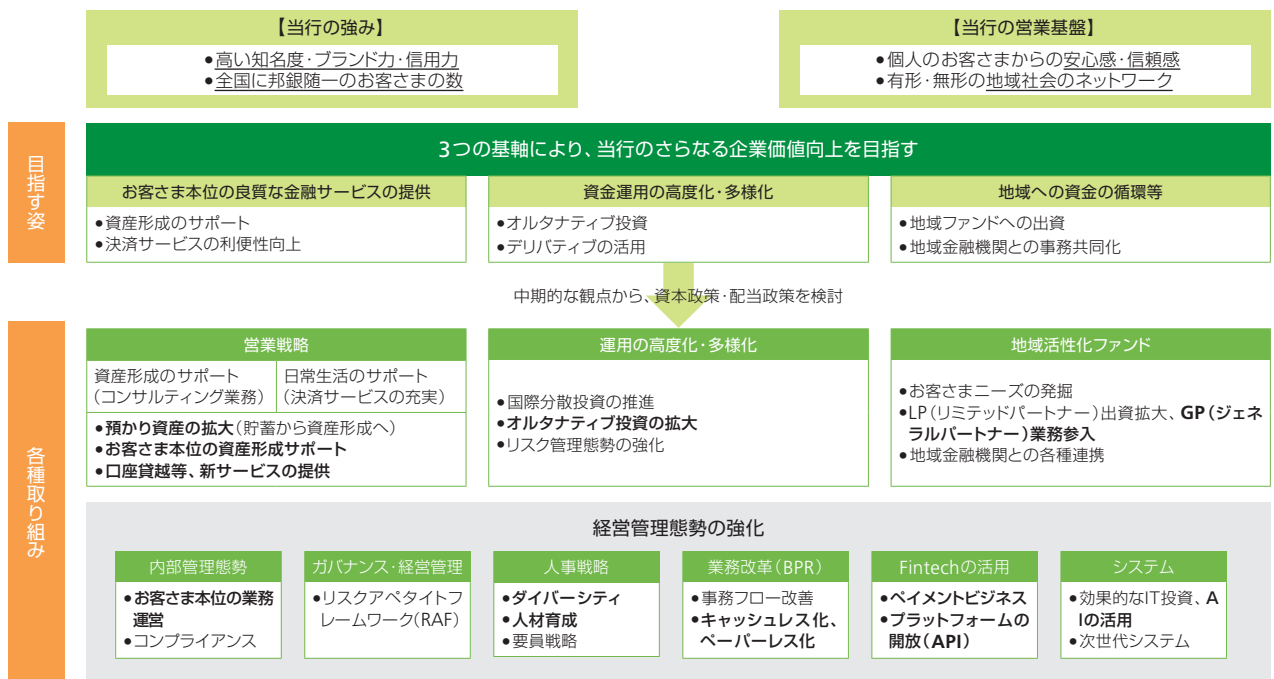 【当行の強み】
●高い知名度・ブランド力・信用力
●全国に邦銀随一のお客さまの数
【当行の営業基盤】
●個人のお客さまからの安心感・信頼感
●有形・無形の地域社会のネットワーク
目指す姿
3つの基軸により、当行のさらなる企業価値向上を目指す
お客さま本位の良質な金融サービスの提供
●資産形成のサポート
●決済サービスの利便性向上
資金運用の高度化・多様化
●オルタナティブ投資
●デリバティブの活用
地域への資金の循環等
●地域ファンドへの出資
●地域金融機関との事務共同化
中期的な観点から、資本政策・配当政策を検討
各種取り組み
営業戦略
資産形成のサポート
(コンサルティング業務)
日常生活のサポート
(決済サービスの充実)
●預かり資産の拡大(貯蓄から資産形成へ)
●お客さま本位の資産形成サポート
●口座貸越等、新サービスの提供
運用の高度化・多様化
●国際分散投資の推進
●オルタナティブ投資の拡大
●リスク管理態勢の強化
地域活性化ファンド
●お客さまニーズの発掘
●LP(リミテッドパートナー)出資拡大、GP(ジェネ
ラルパートナー)業務参入
●地域金融機関との各種連携
経営管理態勢の強化
内部管理態勢
●お客さま本位の業務
運営
●コンプライアンス
ガバナンス・経営管理
●リスクアペタイトフ
レームワーク(RAF)
人事戦略
●ダイバーシティ
●人材育成
●要員戦略
業務改革(BPR)
●事務フロー改善
●キャッシュレス化、
ペーパーレス化
Fintechの活用
●ペイメントビジネス
●プラットフォームの
開放(API)
システム
●効果的なIT投資、A
Iの活用
●次世代システム